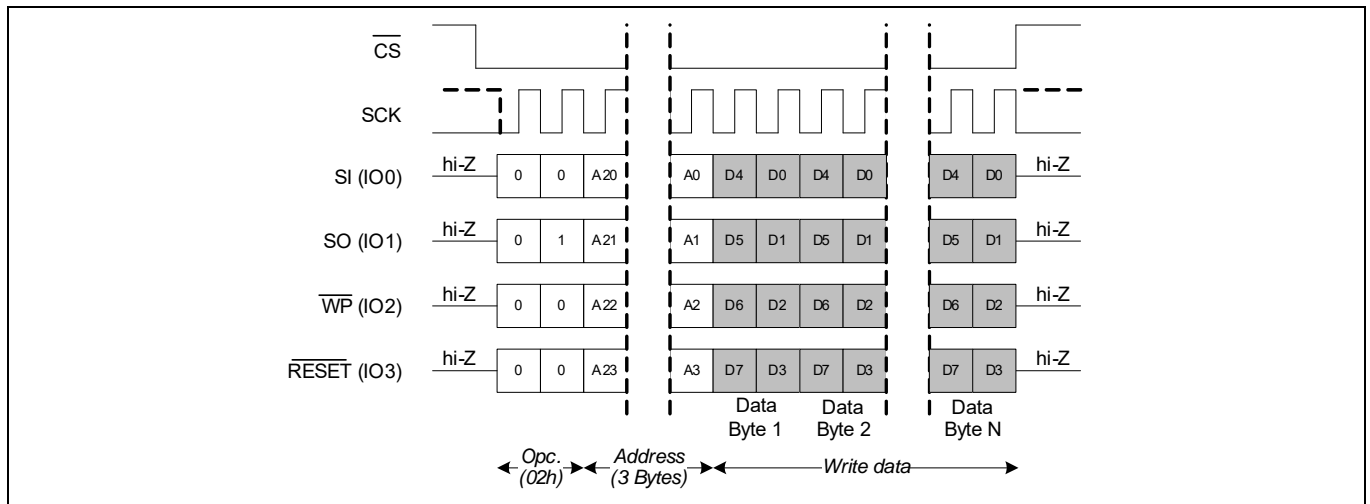 CS
SCK
SI (IO0) hi-Z 0 0 A20 A0 D4 D0 D4 D0 D4 D0 hi-Z
SO (IO1) hi-Z 0 1 A21 A1 D5 D1 D5 D1 D5 D1 hi-Z
WP (IO2) hi-Z 0 0 A22 A2 D6 D2 D6 D2 D6 D2 hi-Z
RESET (IO3) hi-Z 0 0 A23 A3 D7 D3 D7 D3 D7 D3 hi-Z
Data Data Data
Byte 1 Byte 2 Byte N
Opc. Address Write data
(02h) (3 Bytes)